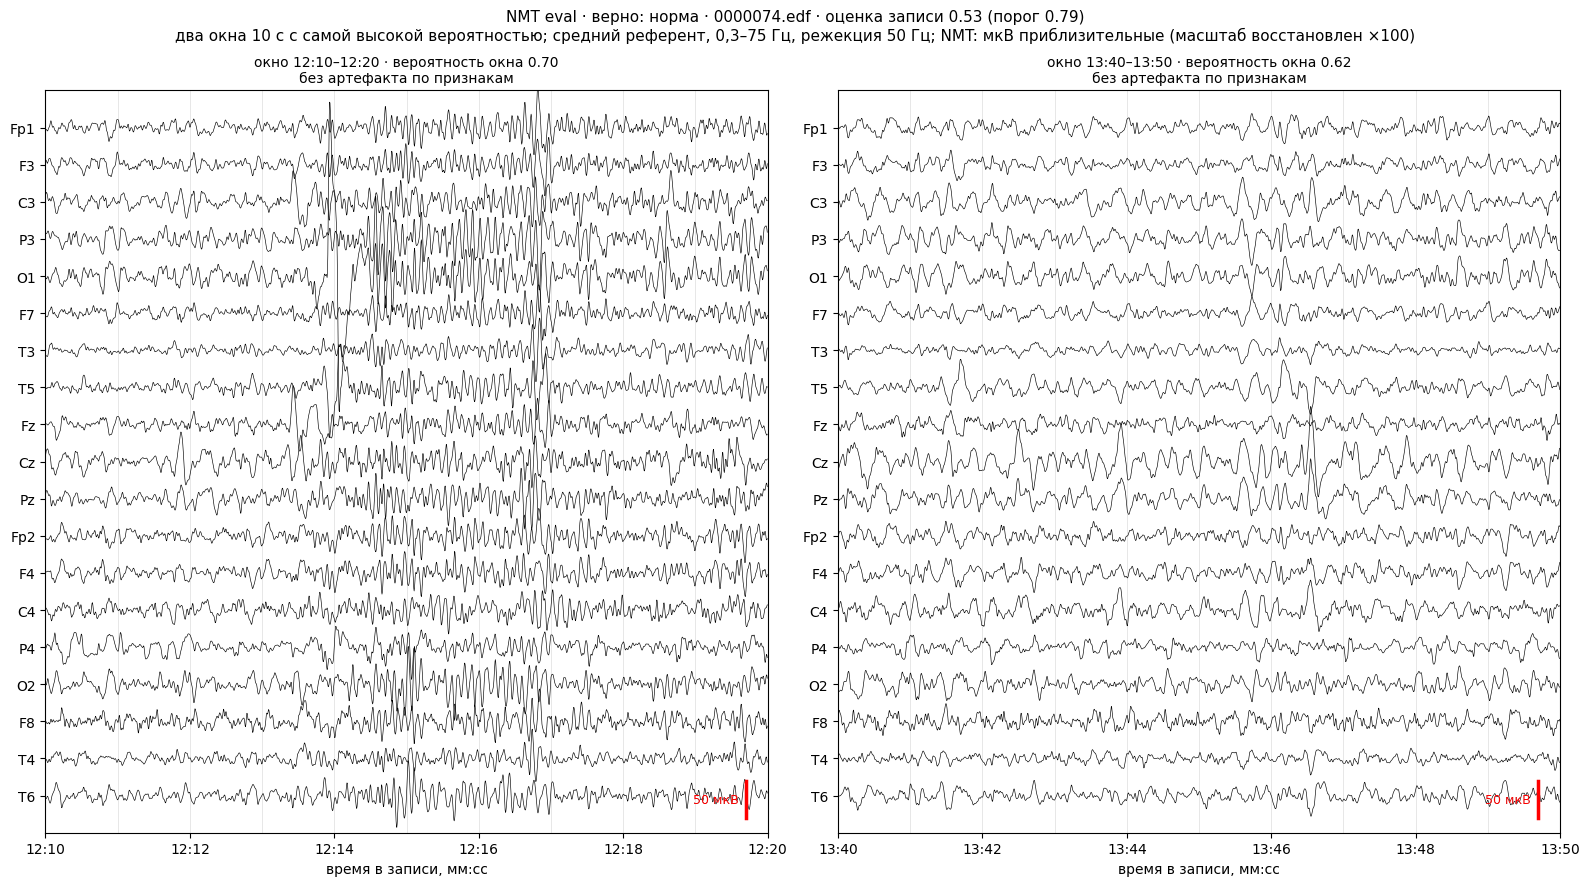 NMT eval · верно: норма · 0000074.edf · оценка записи 0.53 (порог 0.79)
два окна 10 с с самой высокой вероятностью; средний референт, 0,3–75 Гц, режекция 50 Гц; NMT: мкВ приблизительные (масштаб восстановлен ×100)
окно 12:10–12:20 · вероятность окна 0.70
без артефакта по признакам
Fp1
F3
C3
P3
O1
F7
T3
T5
Fz
Cz
Pz
Fp2
F4
C4
P4
O2
F8
T4
T6
50 мкВ
12:10 12:12 12:14 12:16 12:18 12:20
время в записи, мм:сс
окно 13:40–13:50 · вероятность окна 0.62
без артефакта по признакам
Fp1
F3
C3
P3
O1
F7
T3
T5
Fz
Cz
Pz
Fp2
F4
C4
P4
O2
F8
T4
T6
50 мкВ
13:40 13:42 13:44 13:46 13:48 13:50
время в записи, мм:сс